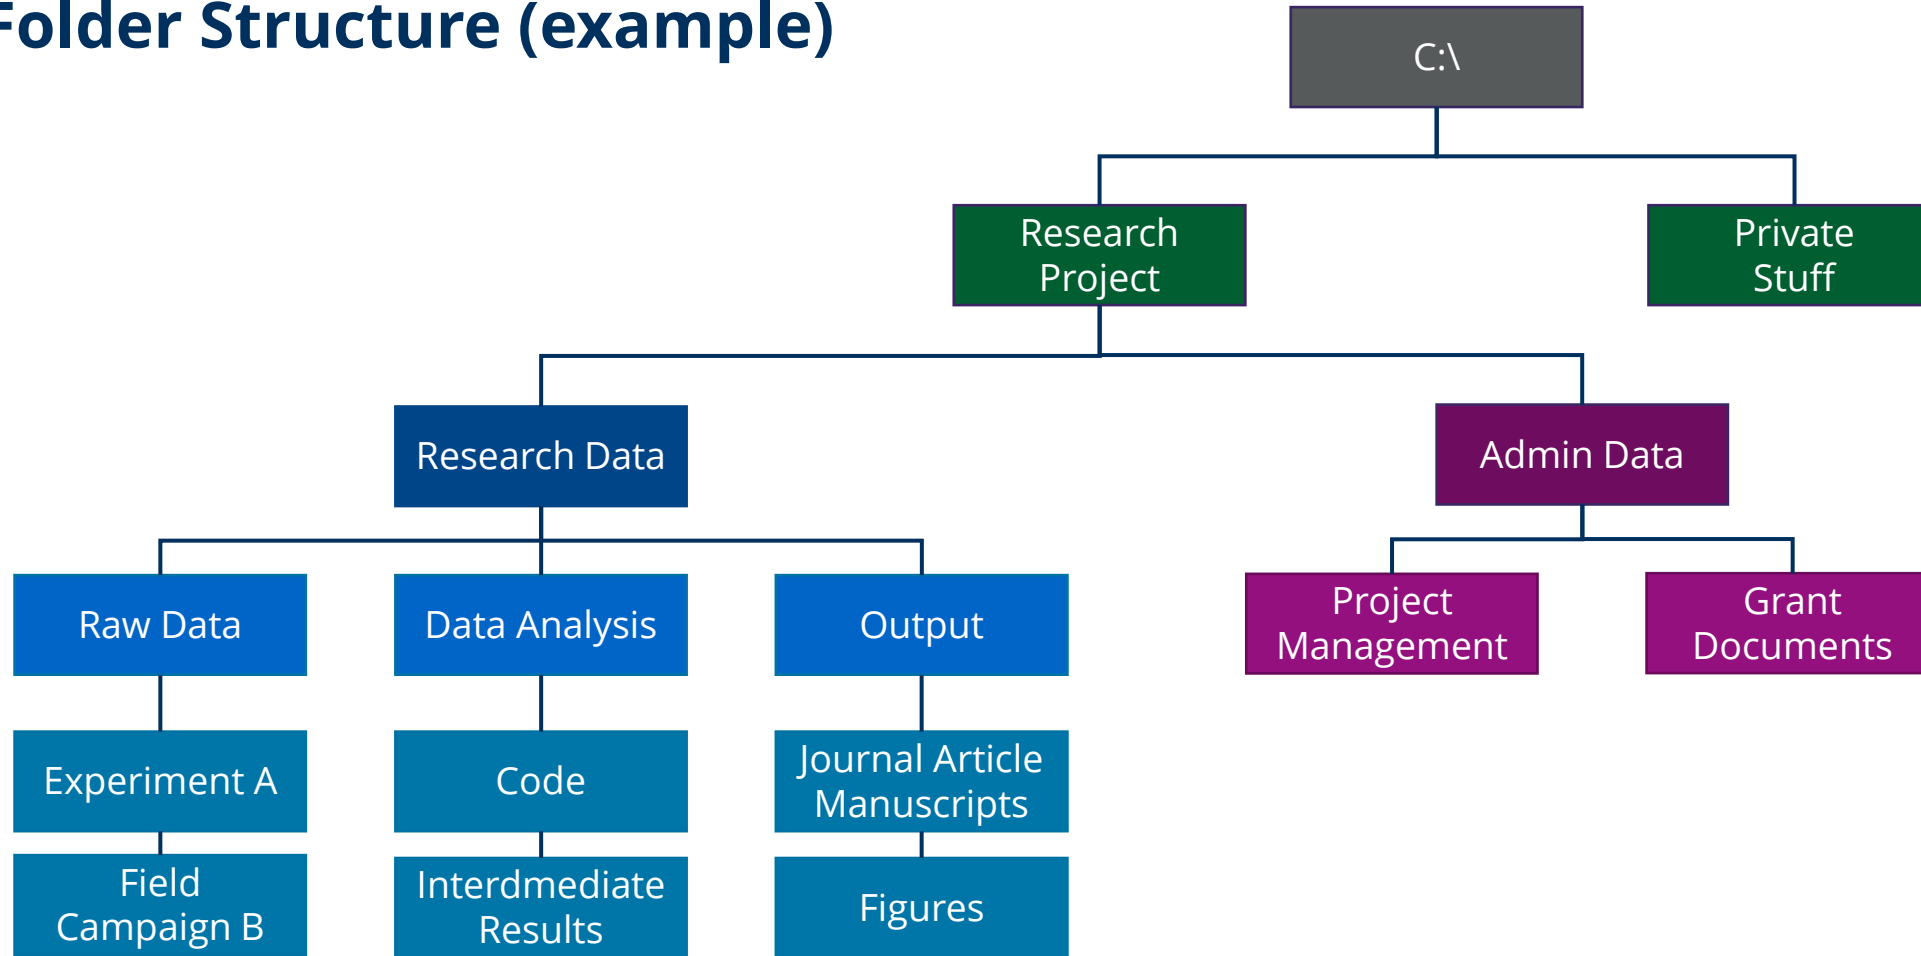 Folder Structure (example)
C:\
Research
Project
Private
Stuff
Research Data
Admin Data
Raw Data
Data Analysis
Output
Project
Management
Grant
Documents
Experiment A
Code
Journal Article
Manuscripts
Field
Campaign B
Interdmediate
Results
Figures